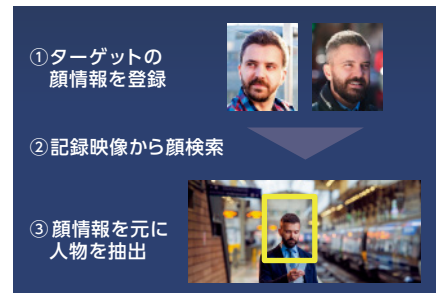 ①ターゲットの
顔情報を登録
②記録映像から顔検索
③顔情報を元に
人物を抽出